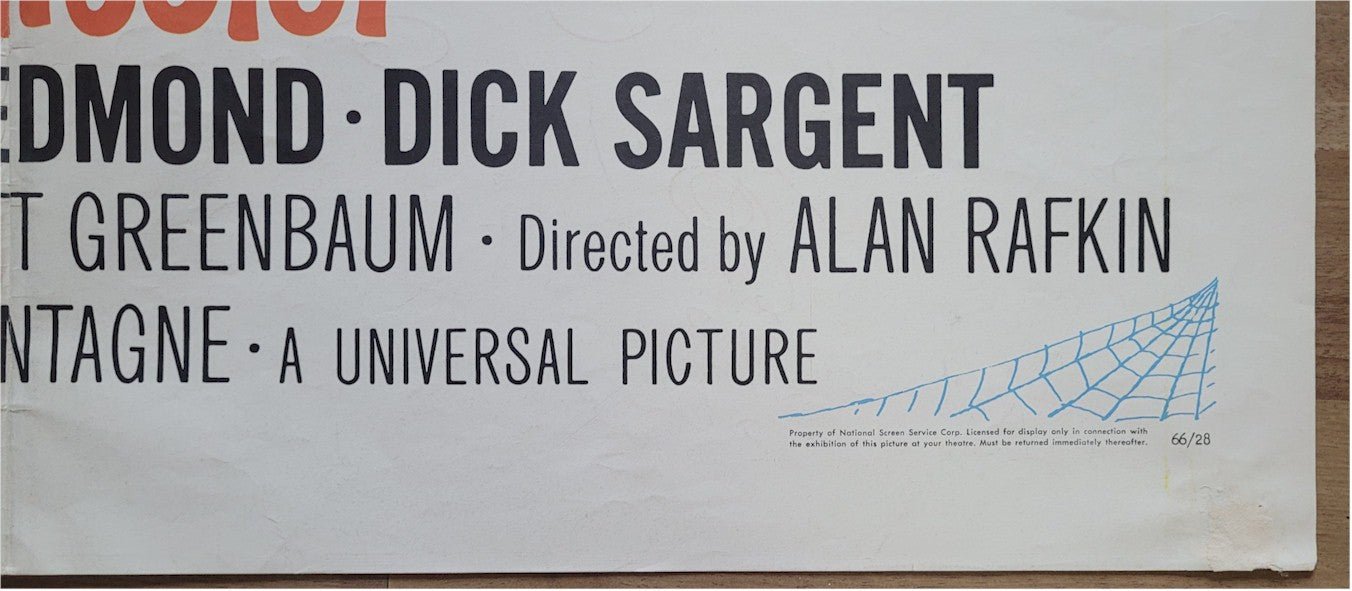 EDMOND · DICK SARGENT
T GREENBAUM · Directed by ALAN RAFKIN
NTAGNE · A UNIVERSAL PICTURE
Property of National Screen Service Corp. Licensed for display only in connection with
the exhibition of this picture at your theatre. Must be returned immediately thereafter.
66/28